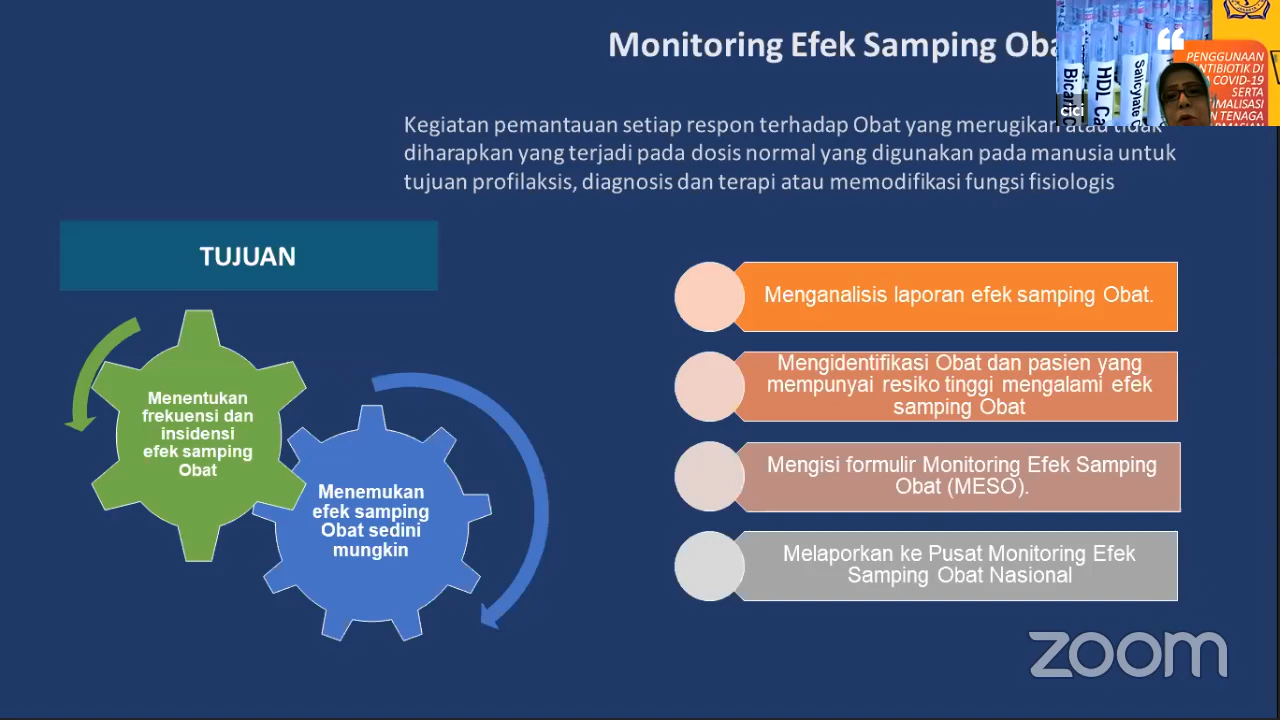 Monitoring Efek Samping
Kegiatan pemantauan setiap respon terhadap Obat yang merugikan atau tidak
diharapkan yang terjadi pada dosis normal yang digunakan pada manusia untuk
tujuan profilaksis, diagnosis dan terapi atau memodifikasi fungsi fisiologis
TUJUAN
Menentukan
frekuensi dan
insidensi
efek samping
Obat
Menemukan
efek samping
Obat sedini
mungkin
Menganalisis laporan efek samping Obat.
Mengidentifikasi Obat dan pasien yang
mempunyai resiko tinggi mengalami efek
samping Obat
Mengisi formulir Monitoring Efek Samping
Obat (MESO).
Melaporkan ke Pusat Monitoring Efek
Samping Obat Nasional
cici
HDL
PENGGUNAAN
COVID-19
SERTA
TENAGA
zoom